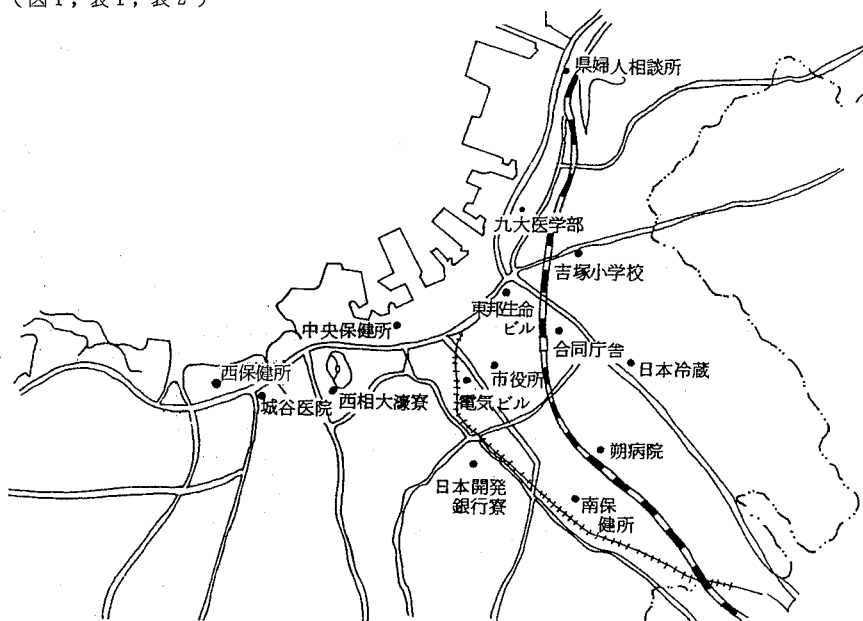 (図1,表1,表2)
県婦人相談所
九大医学部
吉塚小学校
東邦生命
ビル
中央保健所
合同庁舎
西保健所
市役所
日本冷蔵
城谷医院
西相大濠寮
電気ビル
朔病院
日本開発
銀行寮
南保
健所